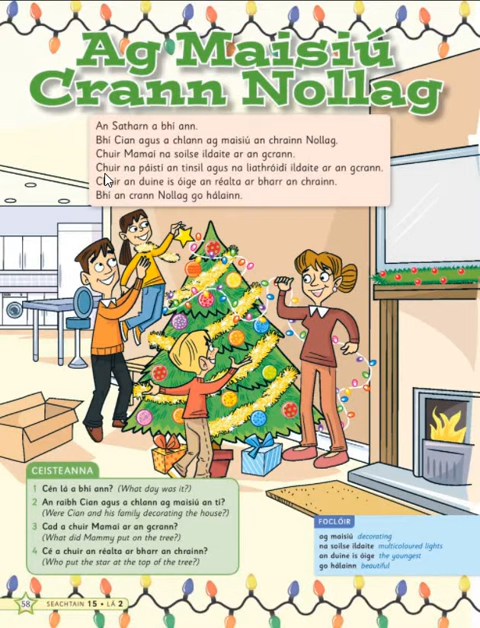 Ag Maisiú
Crann Nollag
An Satharn a bhí ann.
Bhí Cian agus a chlann ag maisiú an chrainn Nollag.
Chuir Mamaí na soilse ildaite ar an gcrann.
Chuir na páistí an tinsil agus na liathróidí ildaite ar an gcrann.
Chuir an duine is óige an réalta ar bharr an chrainn.
Bhí an crann Nollag go hálainn.
CEISTEANNA
1 Cén lá a bhí ann? (What day was it?)
2 An raibh Cian agus a chlann ag maisiú an tí?
(Were Cian and his family decorating the house?)
3 Cad a chuir Mamaí ar an gcrann?
(What did Mammy put on the tree?)
4 Cé a chuir an réalta ar bharr an chrainn?
(Who put the star at the top of the tree?)
FOCLÓIR
ag maisiú decorating
na soilse ildaite multicoloured lights
an duine is óige the youngest
go hálainn beautiful
58 SEACHTAIN 15 • LÁ 2